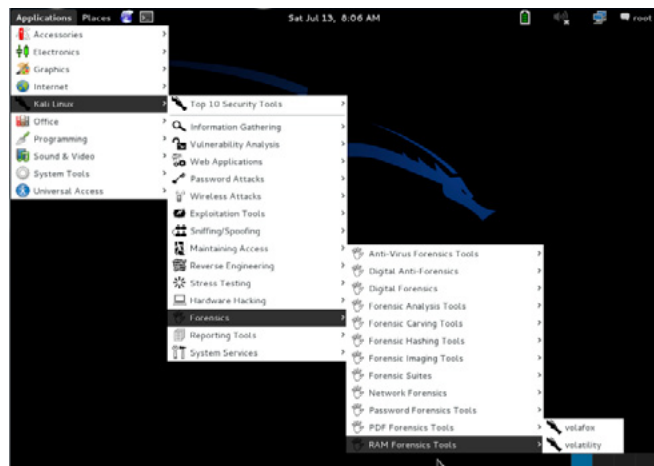 Applications Places Sat Jul 13, 8:06 AM root
Accessories
Electronics
Graphics
Internet
Kali Linux
Office
Programming
Sound & Video
System Tools
Universal Access
Top 10 Security Tools
Information Gathering
Vulnerability Analysis
Web Applications
Password Attacks
Wireless Attacks
Exploitation Tools
Sniffing/Spoofing
Maintaining Access
Reverse Engineering
Stress Testing
Hardware Hacking
Forensics
Reporting Tools
System Services
Anti-Virus Forensics Tools
Digital Anti-Forensics
Digital Forensics
Forensic Analysis Tools
Forensic Carving Tools
Forensic Hashing Tools
Forensic Imaging Tools
Forensic Suites
Network Forensics
Password Forensics Tools
PDF Forensics Tools
RAM Forensics Tools
volafox
volatility